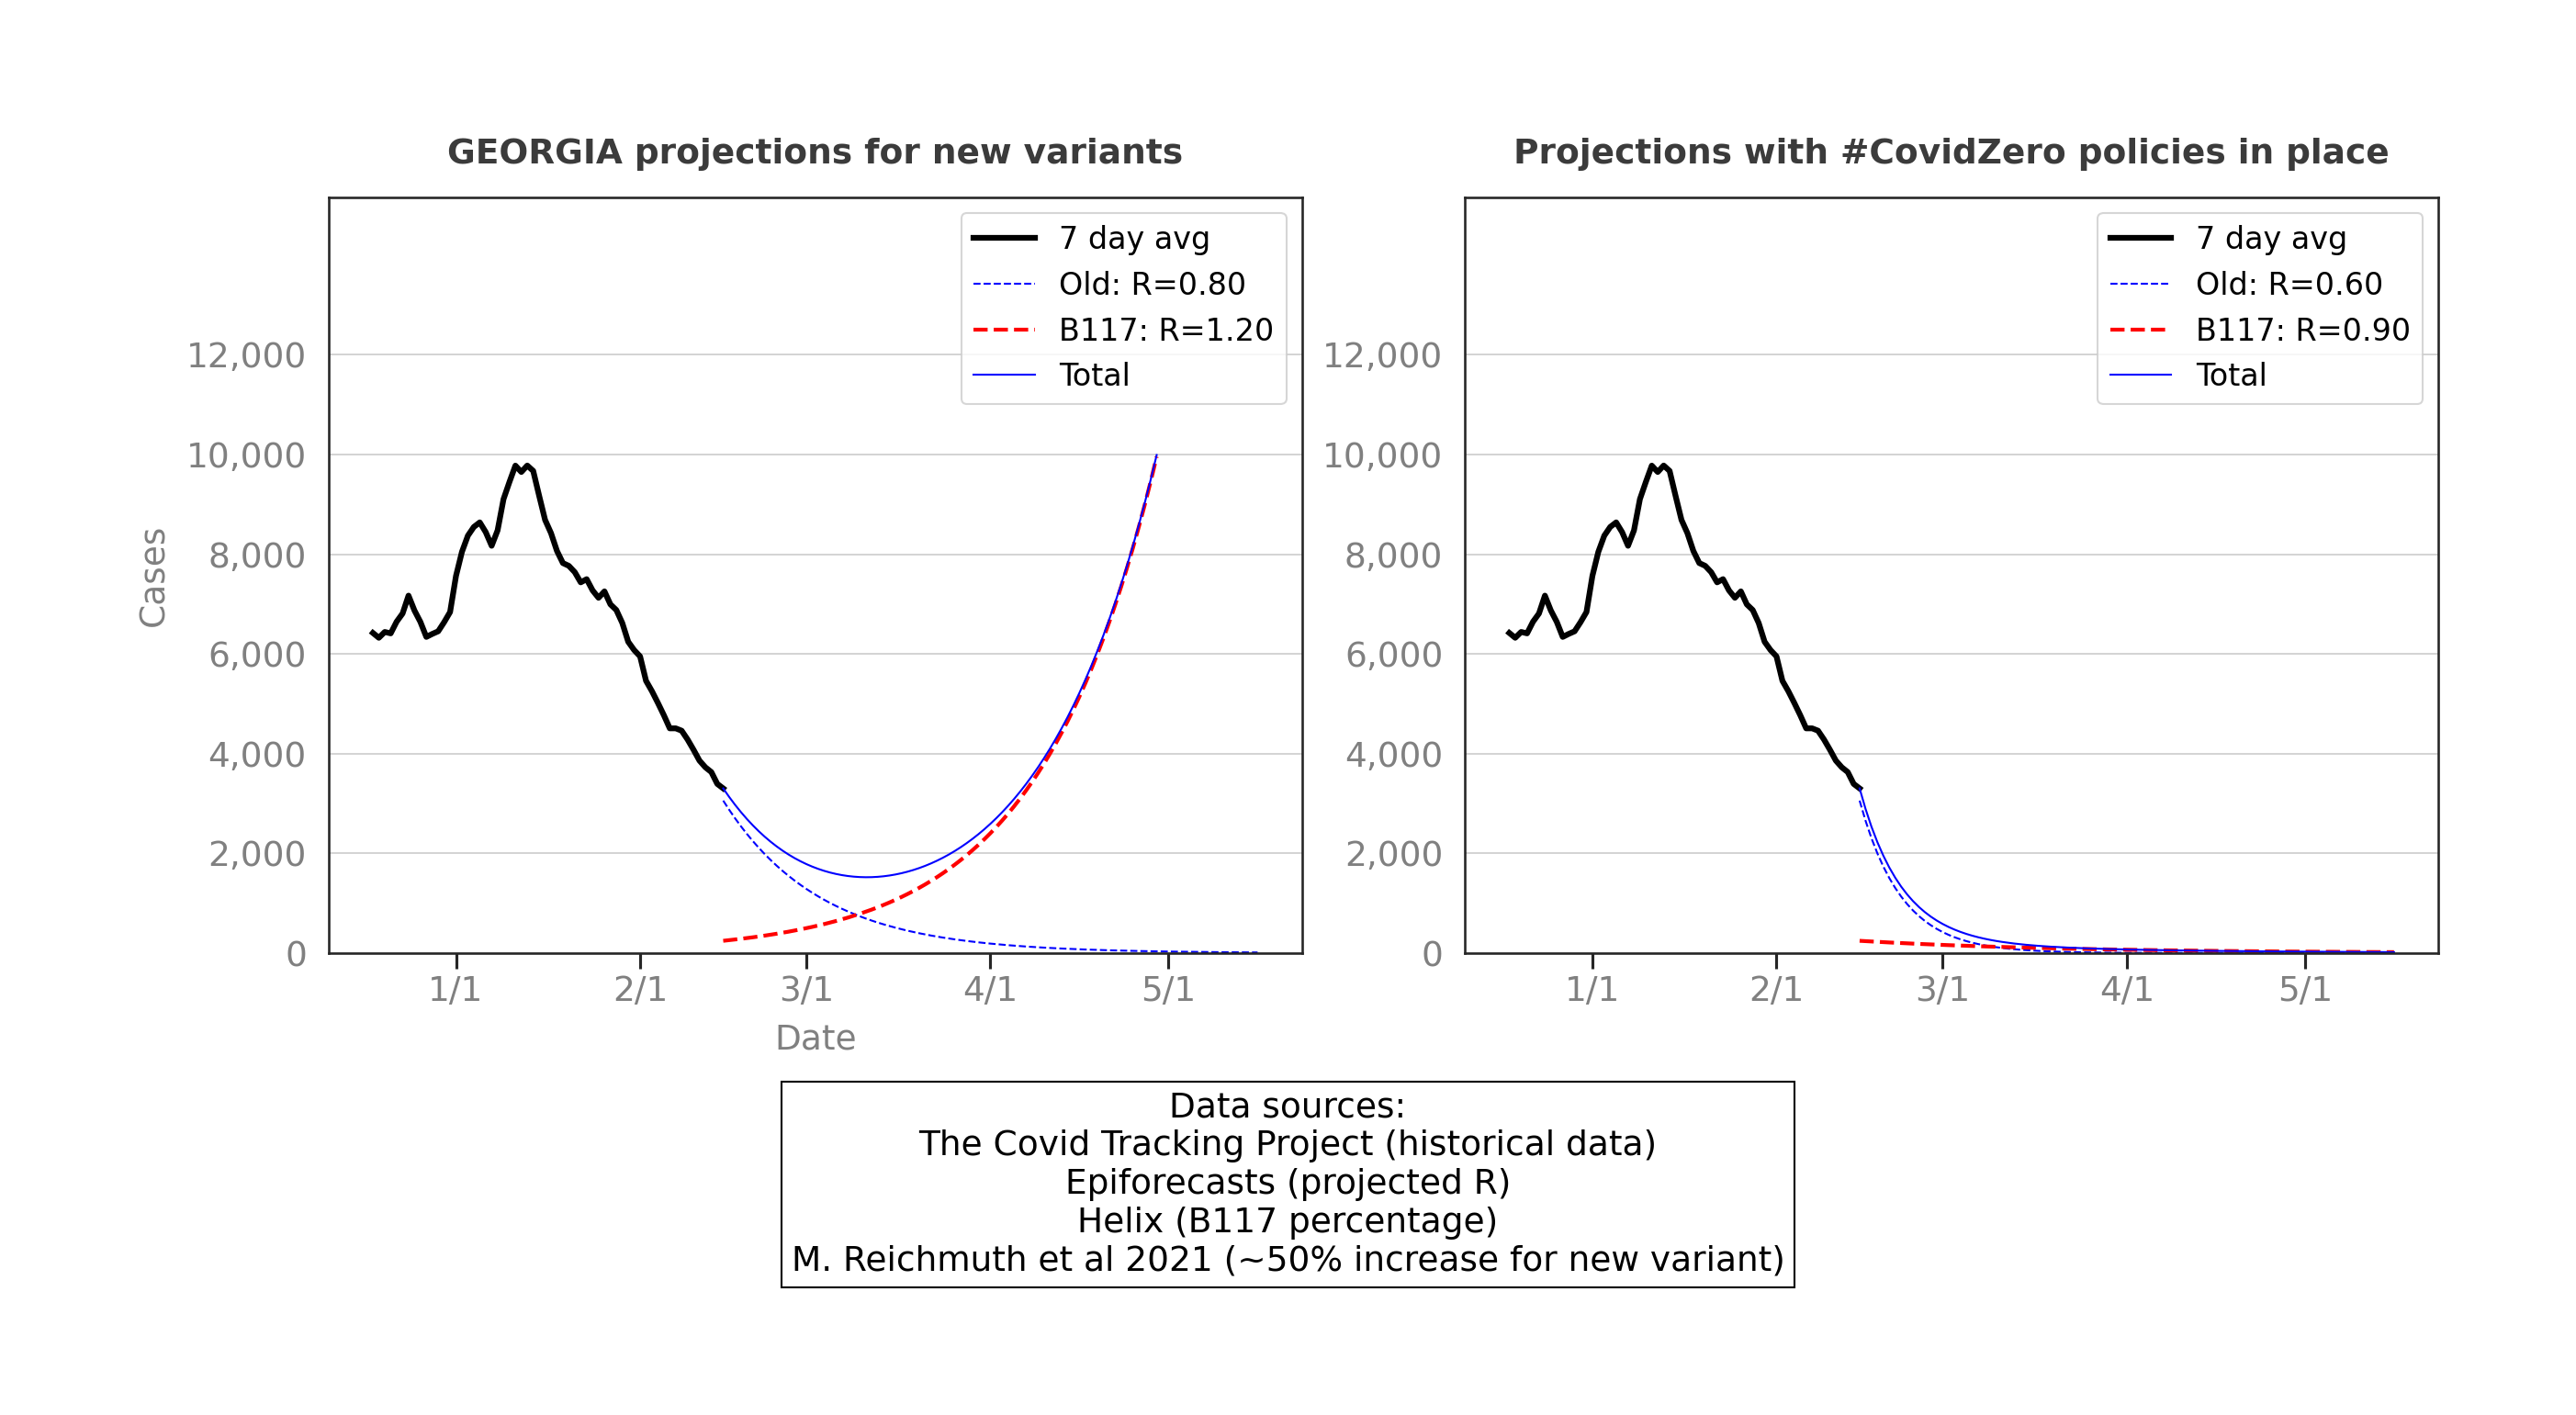 GEORGIA projections for new variants
7 day avg
Old: R=0.80
B117: R=1.20
Total
12,000
10,000
8,000
6,000
4,000
2,000
0
Cases
1/1
2/1
3/1
4/1
5/1
Date
Projections with #CovidZero policies in place
7 day avg
Old: R=0.60
B117: R=0.90
Total
12,000
10,000
8,000
6,000
4,000
2,000
0
1/1
2/1
3/1
4/1
5/1
Data sources:
The Covid Tracking Project (historical data)
Epiforecasts (projected R)
Helix (B117 percentage)
M. Reichmuth et al 2021 (~50% increase for new variant)